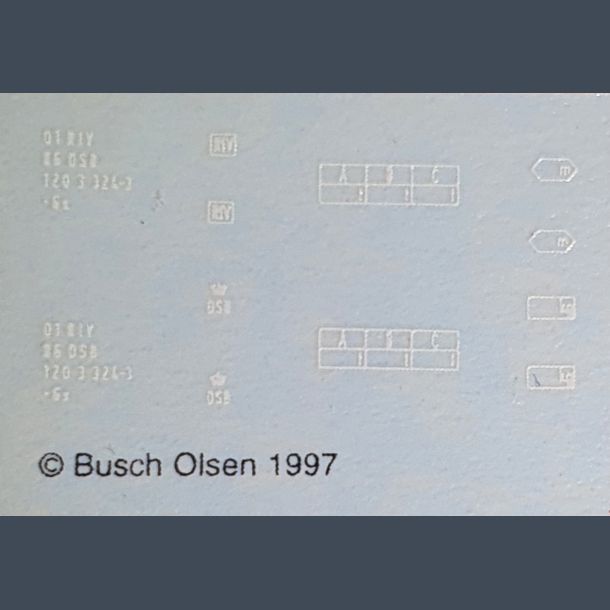 01 RIV
86 DSB
120 3 324-3
RIV
A B C
m
RIV
m
DSB
01 RIV
86 DSB
120 3 324-3
A B C
DSB
© Busch Olsen 1997